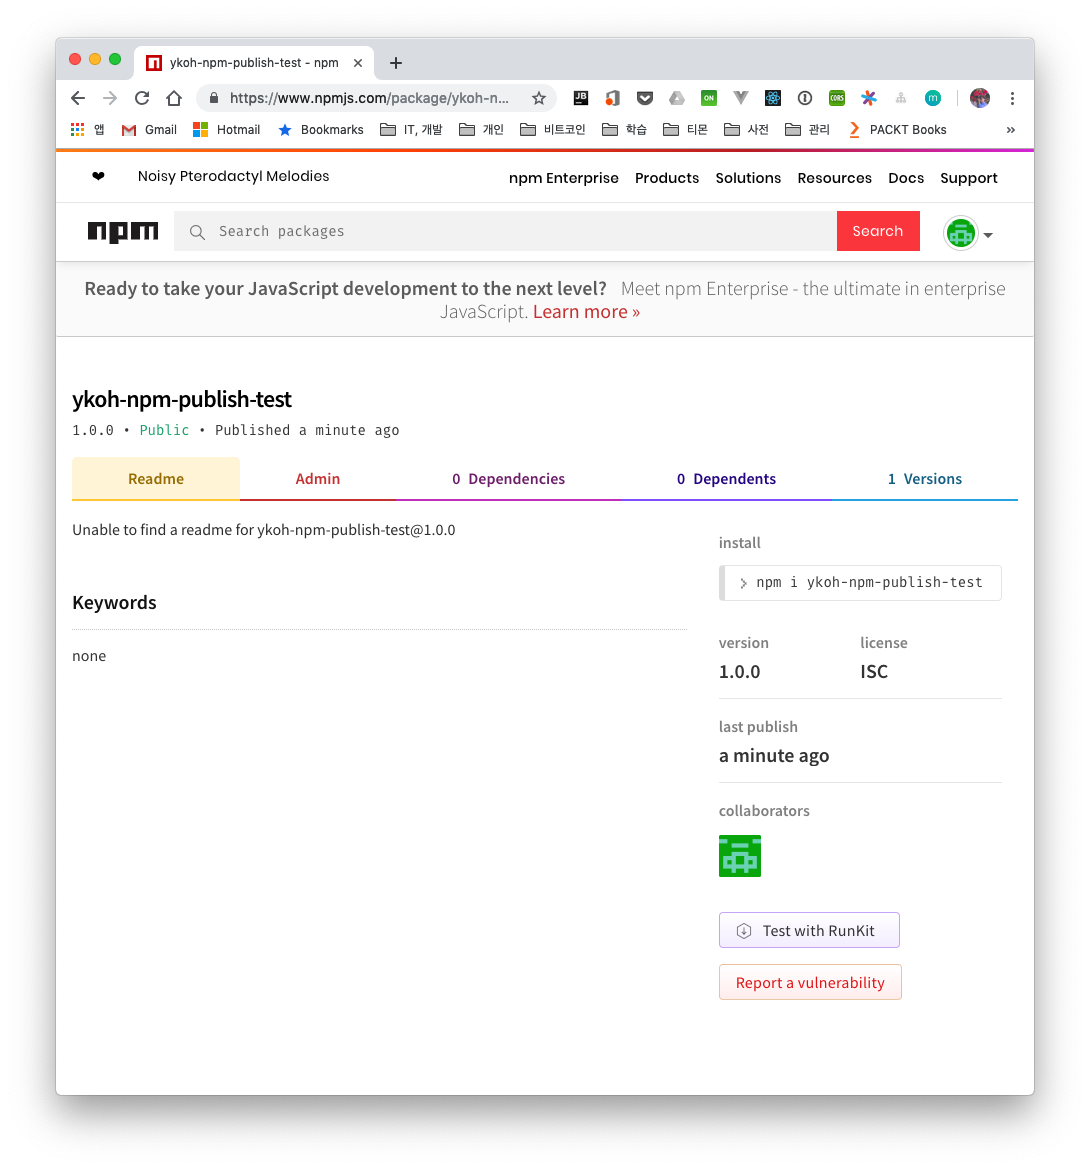 ykoh-npm-publish-test - npm
https://www.npmjs.com/package/ykoh-n...
JB
ON
CORS
m
앱 Gmail Hotmail Bookmarks IT, 개발 개인 비트코인 학습 티몬 사전 관리 PACKT Books »
❤ Noisy Pterodactyl Melodies npm Enterprise Products Solutions Resources Docs Support
npm Search packages Search
Ready to take your JavaScript development to the next level? Meet npm Enterprise - the ultimate in enterprise
JavaScript. Learn more »
ykoh-npm-publish-test
1.0.0 • Public • Published a minute ago
Readme Admin 0 Dependencies 0 Dependents 1 Versions
Unable to find a readme for ykoh-npm-publish-test@1.0.0
Keywords
none
install
npm i ykoh-npm-publish-test
version license
1.0.0 ISC
last publish
a minute ago
collaborators
Test with RunKit
Report a vulnerability